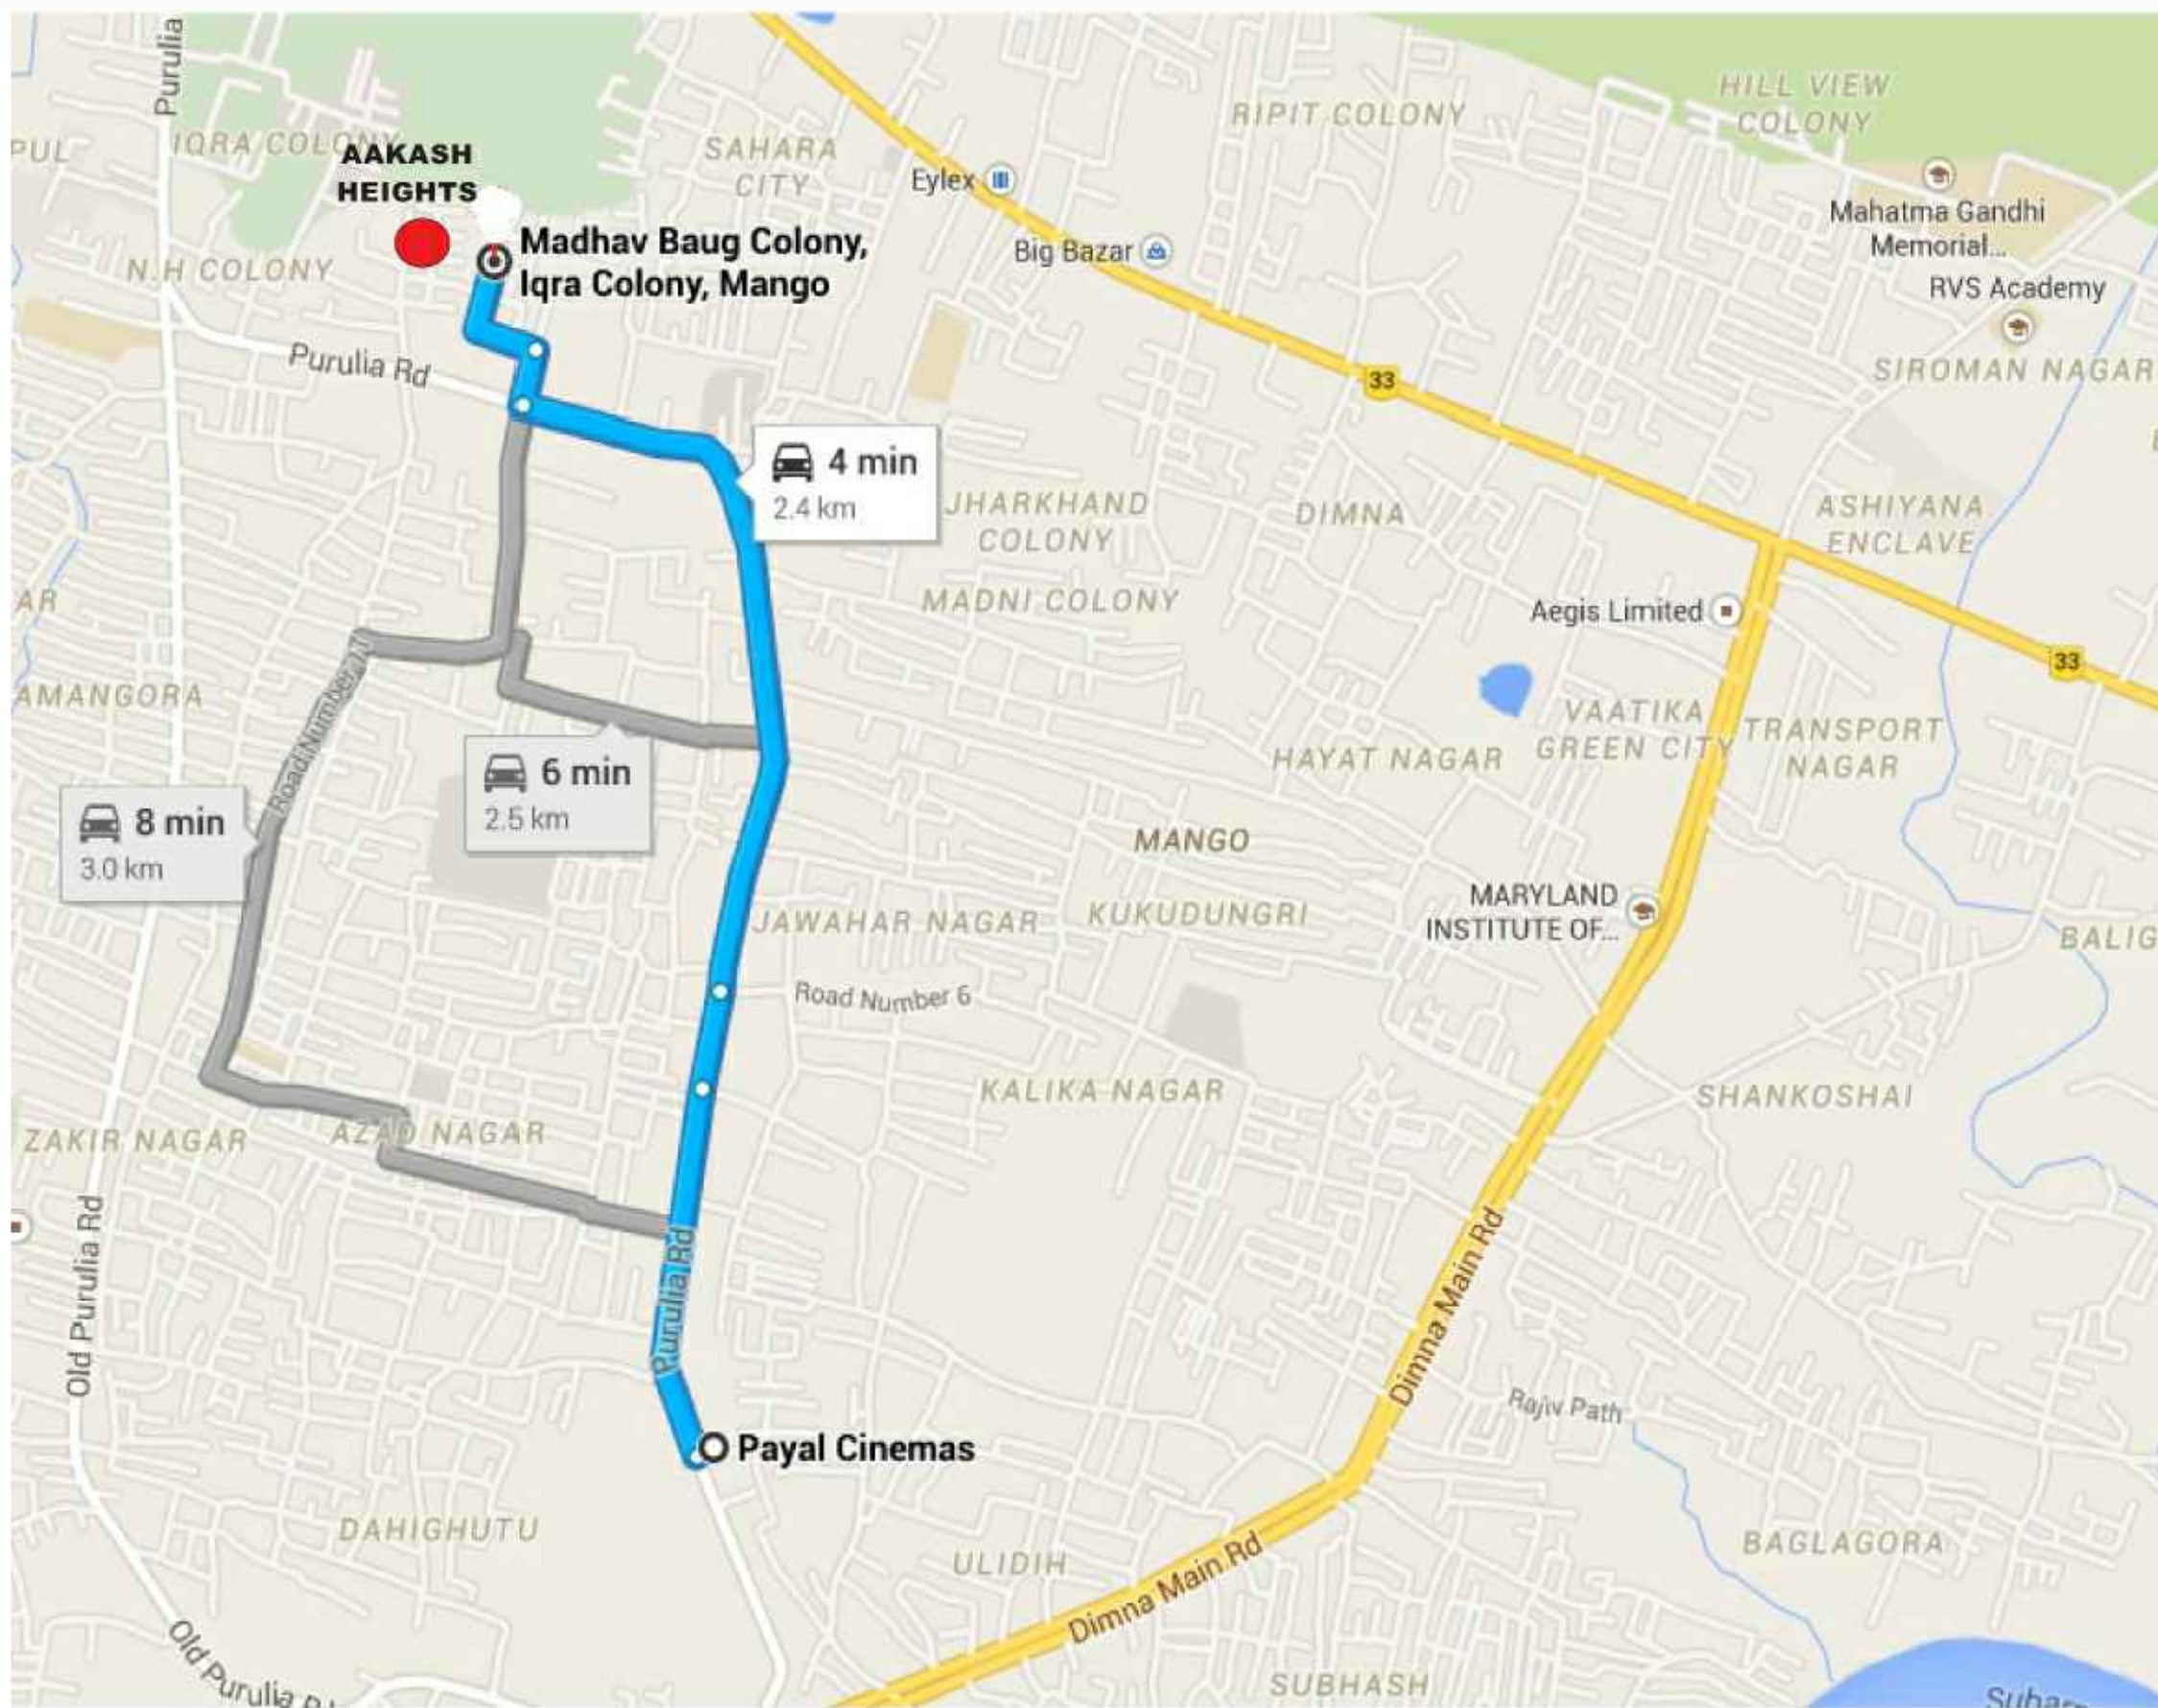 Purulia
HILL VIEW
COLONY
RIPIT COLONY
PUL
IQRA COLONY
AAKASH
HEIGHTS
SAHARA
CITY
Eylex
Mahatma Gandhi
Memorial...
Madhav Baug Colony,
Iqra Colony, Mango
Big Bazar
N.H COLONY
RVS Academy
Purulia Rd
33
SIROMAN NAGAR
4 min
2.4 km
JHARKHAND
COLONY
DIMNA
ASHIYANA
ENCLAVE
AR
MADNI COLONY
Aegis Limited
33
AMANGORA
Road Number
VAATIKA
GREEN CITY
TRANSPORT
NAGAR
HAYAT NAGAR
6 min
2.5 km
8 min
3.0 km
MANGO
MARYLAND
INSTITUTE OF...
JAWAHAR NAGAR
KUKUDUNGRI
BALIG
Road Number 6
KALIKA NAGAR
SHANKOSHAI
ZAKIR NAGAR
AZAD NAGAR
Old Purulia Rd
Purulia Rd
Dimna Main Rd
Rajiv Path
Payal Cinemas
DAHIGHUTU
ULIDIH
BAGLAGORA
Dimna Main Rd
Old Purulia
SUBHASH